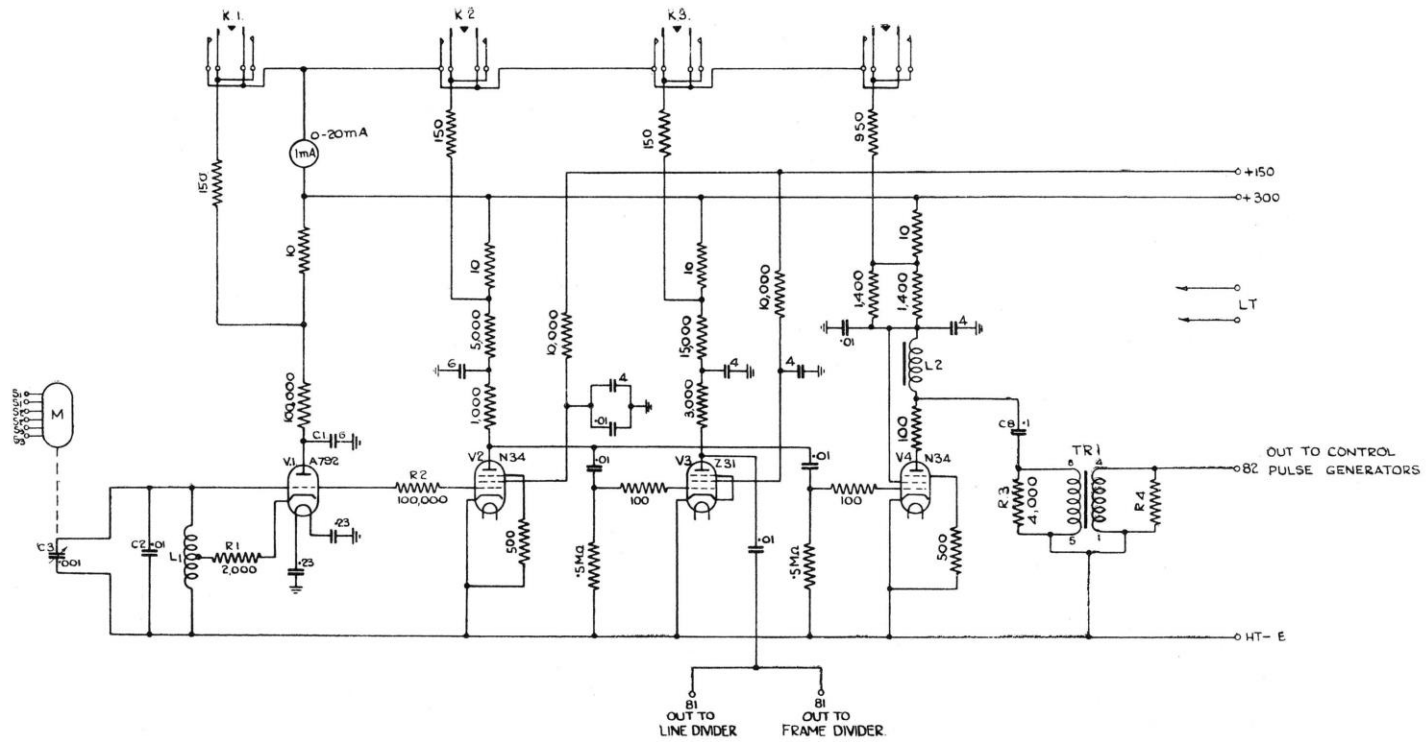 K.1.
K2
K3.
0-20mA
1mA
150
150
150
950
+150
+300
10
10
10
10
10,000
10,000
1,400
1,400
LT
5,000
15,000
.01
4
6
4
4
4
.01
L2
M
100,000
1,000
3,000
100
C.1
6
C8
.1
V.1
A792
V2
N34
V3
Z31
V4
N34
TR1
OUT TO CONTROL
82 PULSE GENERATORS
.01
.01
8
4
R2
100,000
100
100
R3
4,000
R4
5
1
C3
.001
C2
.01
L1
R1
2,000
.23
.23
500
.5MΩ
.01
.5MΩ
500
HT- E
81
81
OUT TO
LINE DIVIDER
OUT TO
FRAME DIVIDER.